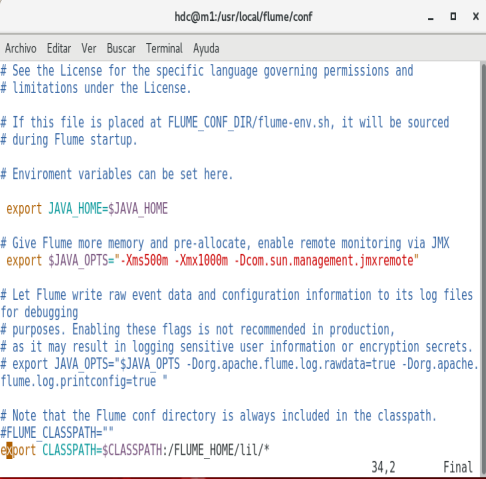 hdc@m1:/usr/local/flume/conf
Archivo Editar Ver Buscar Terminal Ayuda
# See the License for the specific language governing permissions and
# limitations under the License.
# If this file is placed at FLUME_CONF_DIR/flume-env.sh, it will be sourced
# during Flume startup.
# Enviroment variables can be set here.
export JAVA_HOME=$JAVA_HOME
# Give Flume more memory and pre-allocate, enable remote monitoring via JMX
export $JAVA_OPTS="-Xms500m -Xmx1000m -Dcom.sun.management.jmxremote"
# Let Flume write raw event data and configuration information to its log files
for debugging
# purposes. Enabling these flags is not recommended in production,
# as it may result in logging sensitive user information or encryption secrets.
# export JAVA_OPTS="$JAVA_OPTS -Dorg.apache.flume.log.rawdata=true -Dorg.apache.
flume.log.printconfig=true "
# Note that the Flume conf directory is always included in the classpath.
#FLUME_CLASSPATH=""
export CLASSPATH=$CLASSPATH:/FLUME_HOME/lil/*
34,2 Final